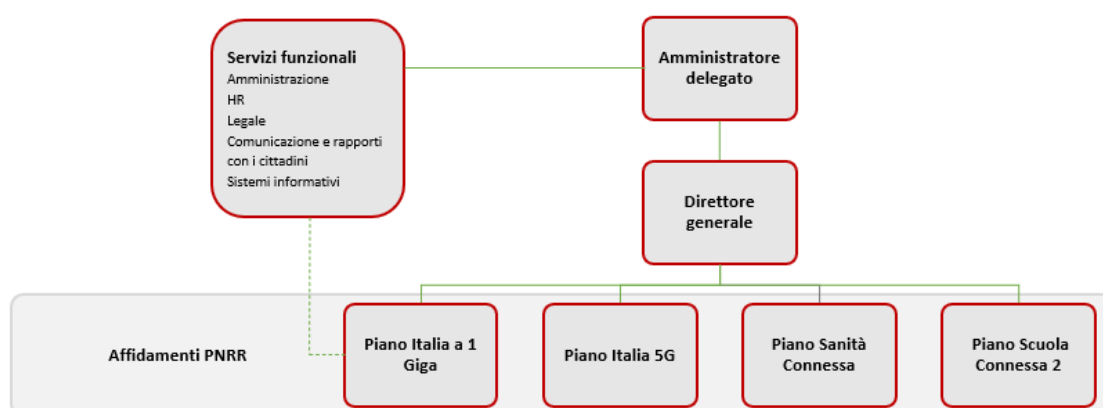 Servizi funzionali
Amministrazione
HR
Legale
Comunicazione e rapporti
con i cittadini
Sistemi informativi
Amministratore
delegato
Direttore
generale
Affidamenti PNRR
Piano Italia a 1
Giga
Piano Italia 5G
Piano Sanità
Connessa
Piano Scuola
Connessa 2